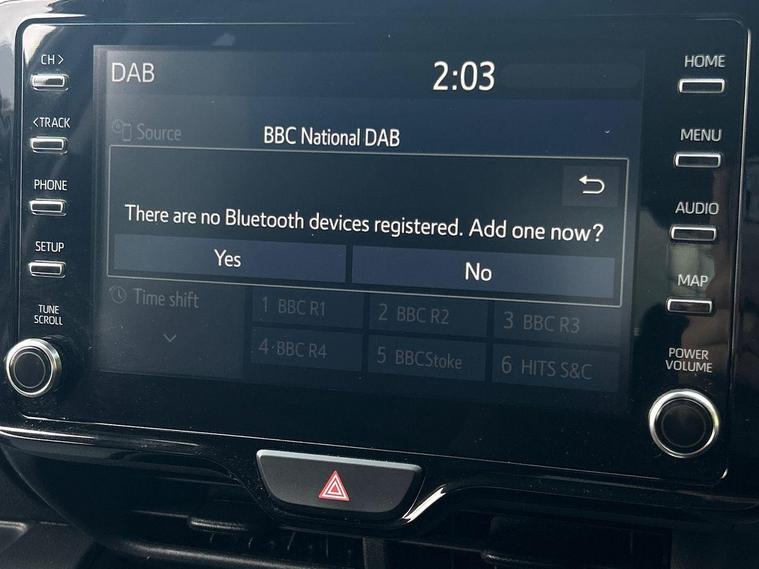 CH >
<TRACK
PHONE
SETUP
TUNE
SCROLL
DAB
2:03
Source
BBC National DAB
There are no Bluetooth devices registered. Add one now?
Yes
No
Time shift
1 BBC R1
2 BBC R2
3 BBC R3
4·BBC R4
5 BBCStoke
6 HITS S&C
HOME
MENU
AUDIO
MAP
POWER
VOLUME